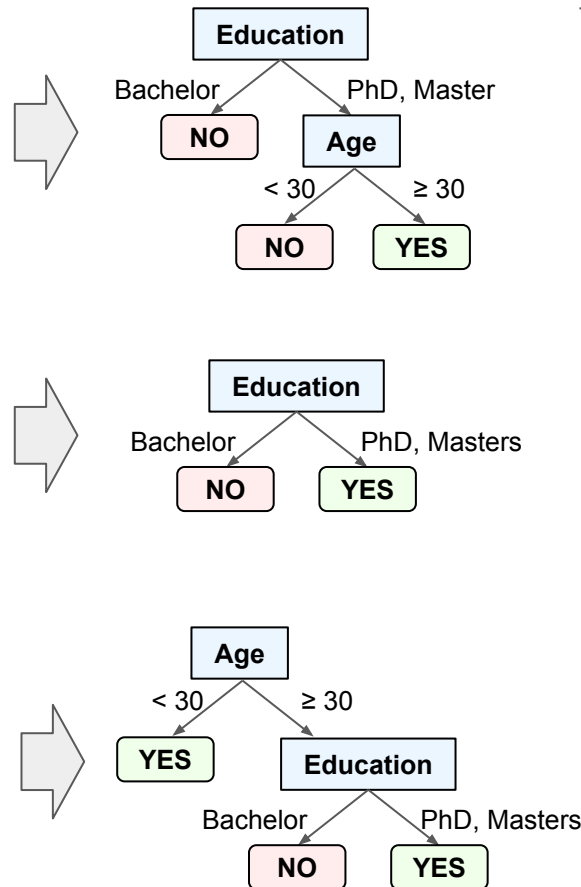 Education
Bachelor PhD, Master
NO Age
< 30 ≥ 30
NO YES
Education
Bachelor PhD, Masters
NO YES
Age
< 30 ≥ 30
YES Education
Bachelor PhD, Masters
NO YES